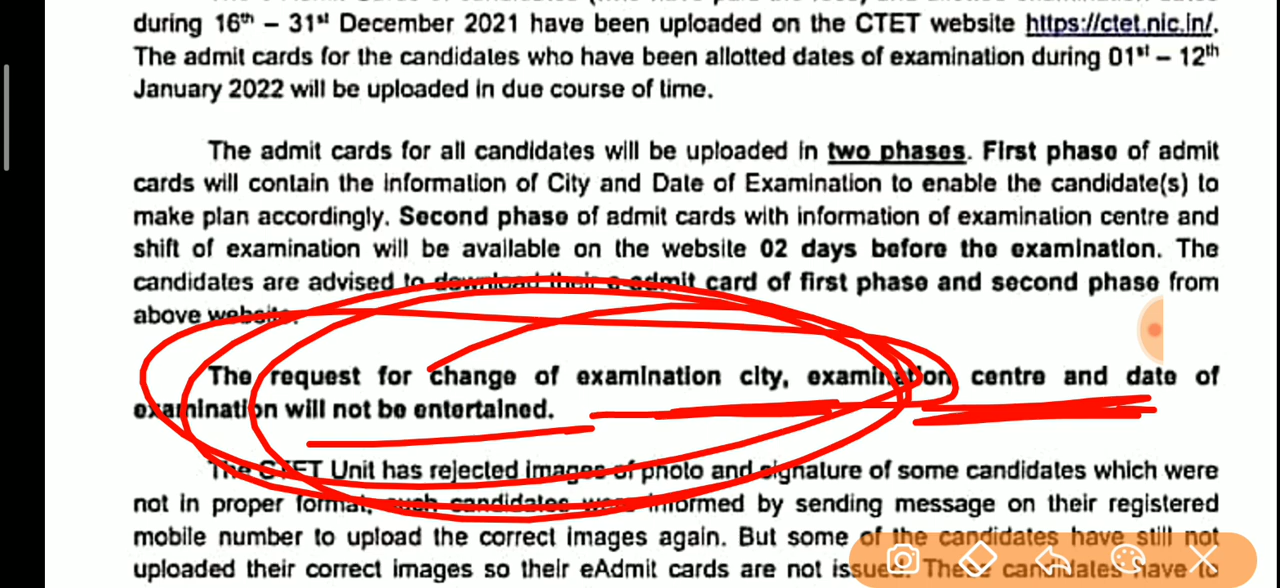 during 16th – 31st December 2021 have been uploaded on the CTET website https://ctet.nic.in/.
The admit cards for the candidates who have been allotted dates of examination during 01st – 12th
January 2022 will be uploaded in due course of time.
The admit cards for all candidates will be uploaded in two phases. First phase of admit
cards will contain the information of City and Date of Examination to enable the candidate(s) to
make plan accordingly. Second phase of admit cards with information of examination centre and
shift of examination will be available on the website 02 days before the examination. The
candidates are advised to download their e admit card of first phase and second phase from
above website.
The request for change of examination city, examination centre and date of
examination will not be entertained.
The CTET Unit has rejected images of photo and signature of some candidates which were
not in proper format, such candidates were informed by sending message on their registered
mobile number to upload the correct images again. But some of the candidates have still not
uploaded their correct images so their eAdmit cards are not issued. These candidates have to